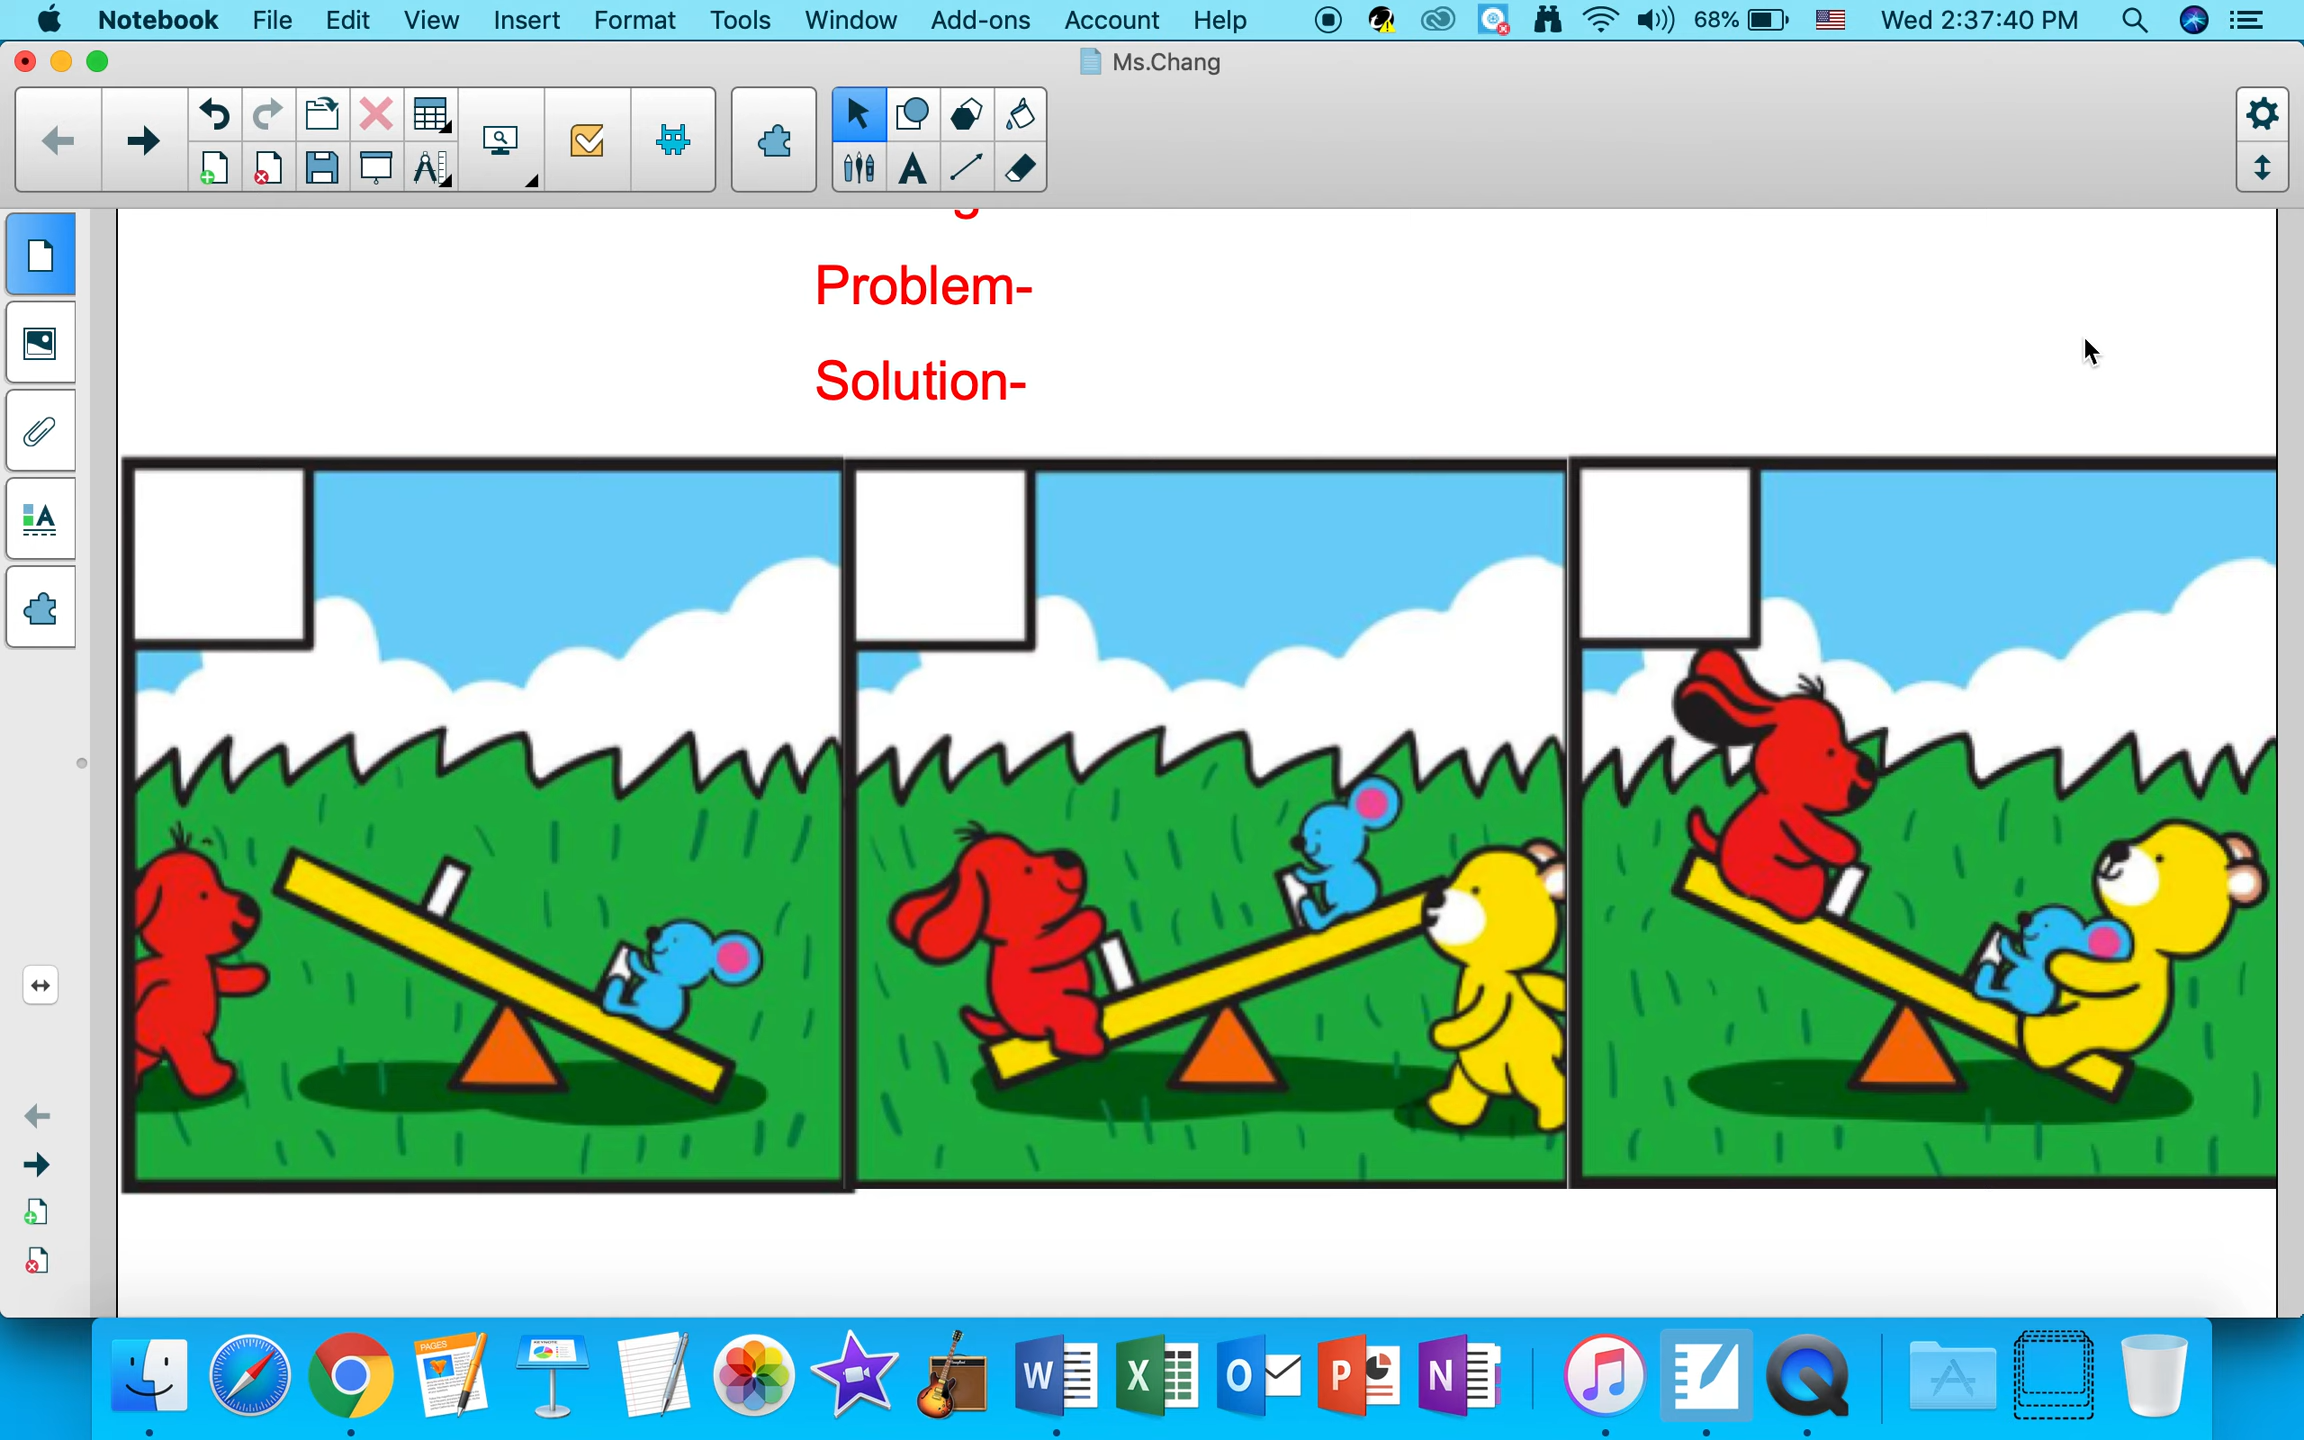 Notebook File Edit View Insert Format Tools Window Add-ons Account Help 68% Wed 2:37:40 PM
Ms.Chang
Problem-
Solution-